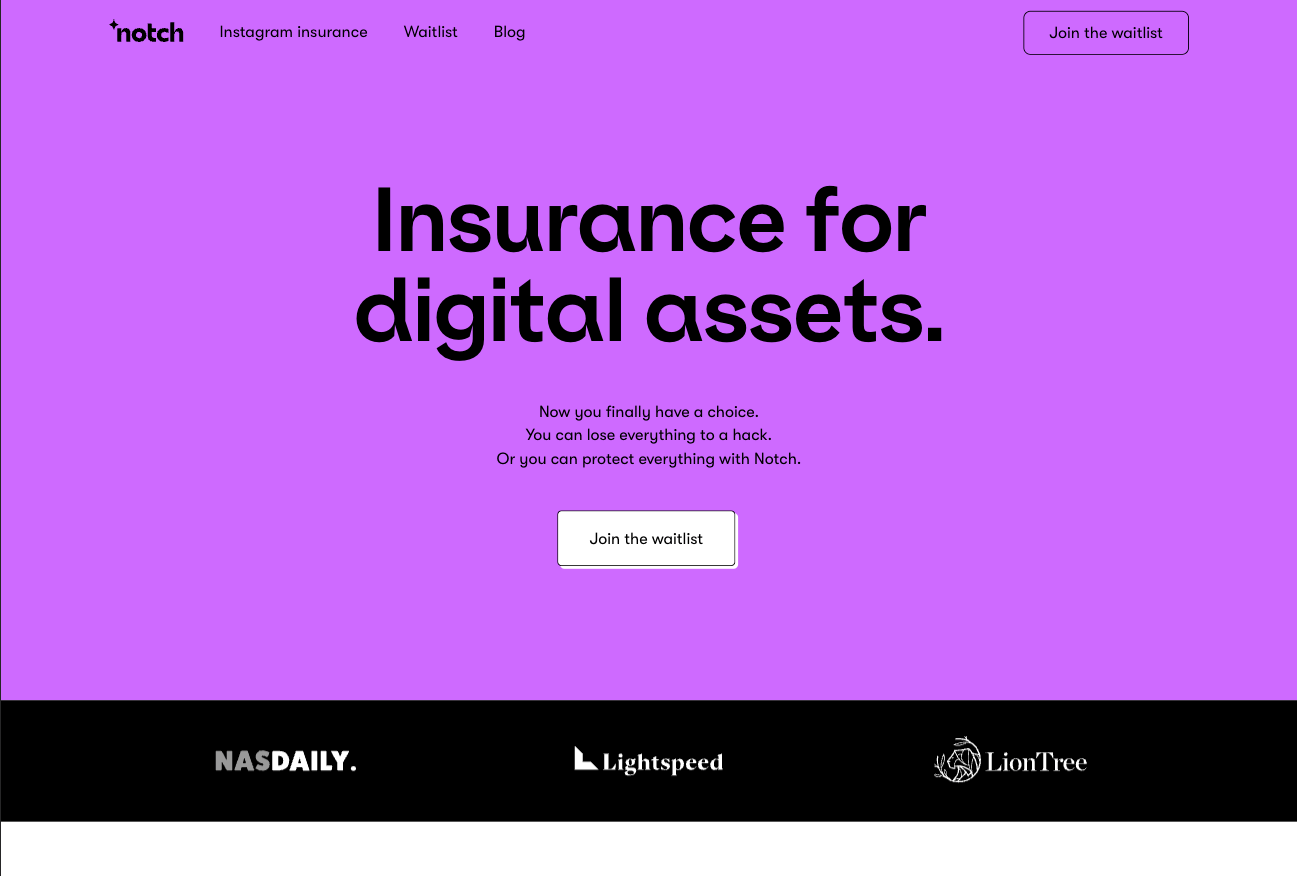 notch
Instagram insurance
Waitlist
Blog
Join the waitlist
Insurance for
digital assets.
Now you finally have a choice.
You can lose everything to a hack.
Or you can protect everything with Notch.
Join the waitlist
NASDAILY.
Lightspeed
LionTree